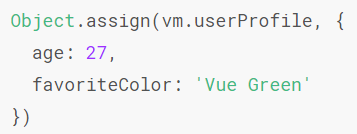 Object.assign(vm.userProfile, {
  age: 27,
  favoriteColor: 'Vue Green'
})